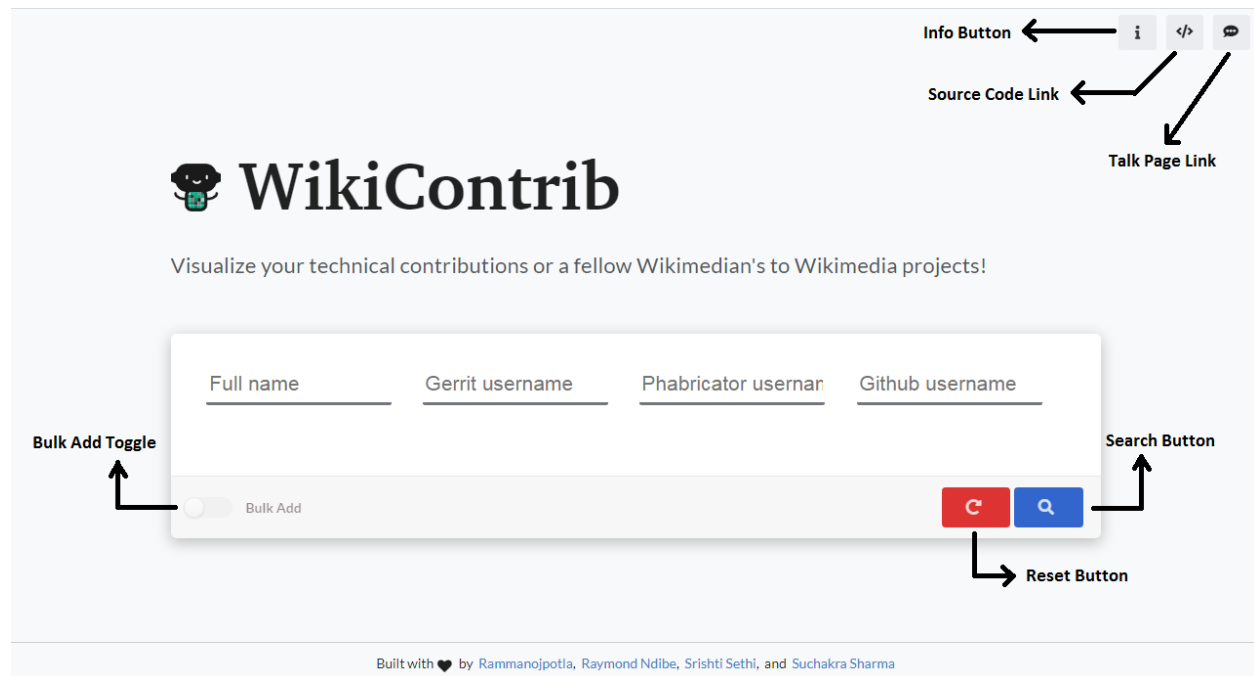 Info Button
i </>
Source Code Link
Talk Page Link
WikiContrib
Visualize your technical contributions or a fellow Wikimedian's to Wikimedia projects!
Full name Gerrit username Phabricator usernan Github username
Bulk Add Toggle
Search Button
Bulk Add
Reset Button
Built with by Rammanojpotla, Raymond Ndibe, Srishti Sethi, and Suchakra Sharma